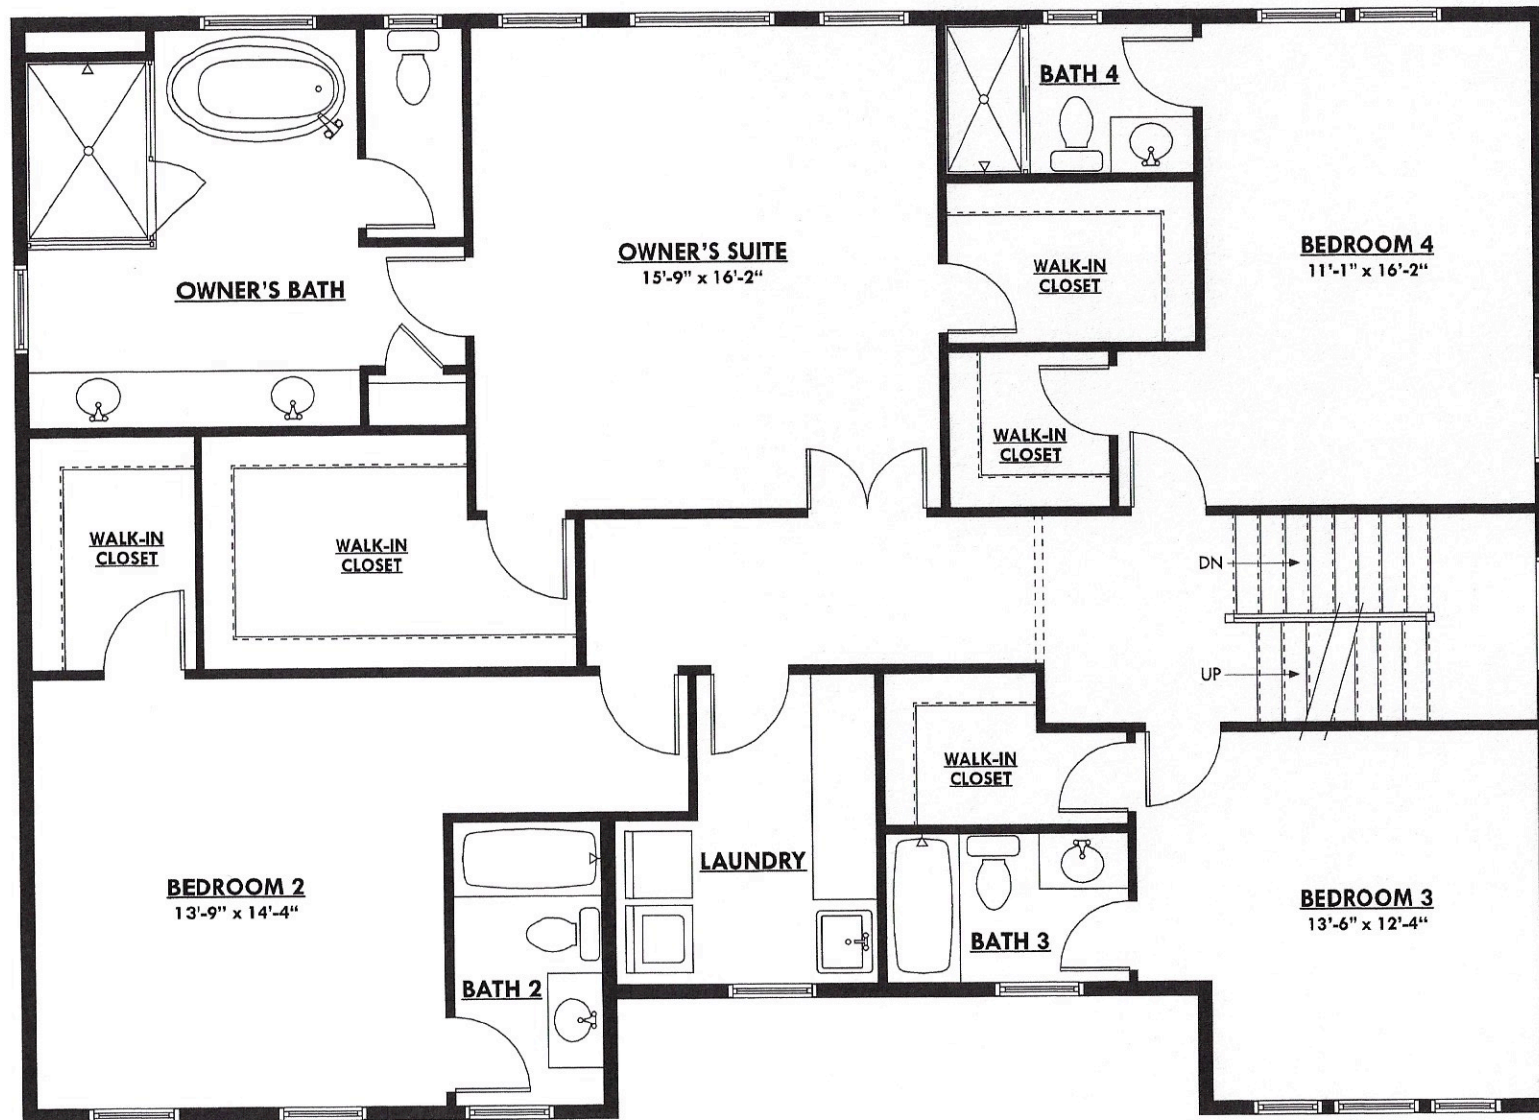 BATH 4
OWNER'S SUITE
15'-9" x 16'-2"
BEDROOM 4
11'-1" x 16'-2"
WALK-IN
CLOSET
OWNER'S BATH
WALK-IN
CLOSET
WALK-IN
CLOSET
WALK-IN
CLOSET
DN
UP
WALK-IN
CLOSET
LAUNDRY
BEDROOM 2
13'-9" x 14'-4"
BEDROOM 3
13'-6" x 12'-4"
BATH 3
BATH 2